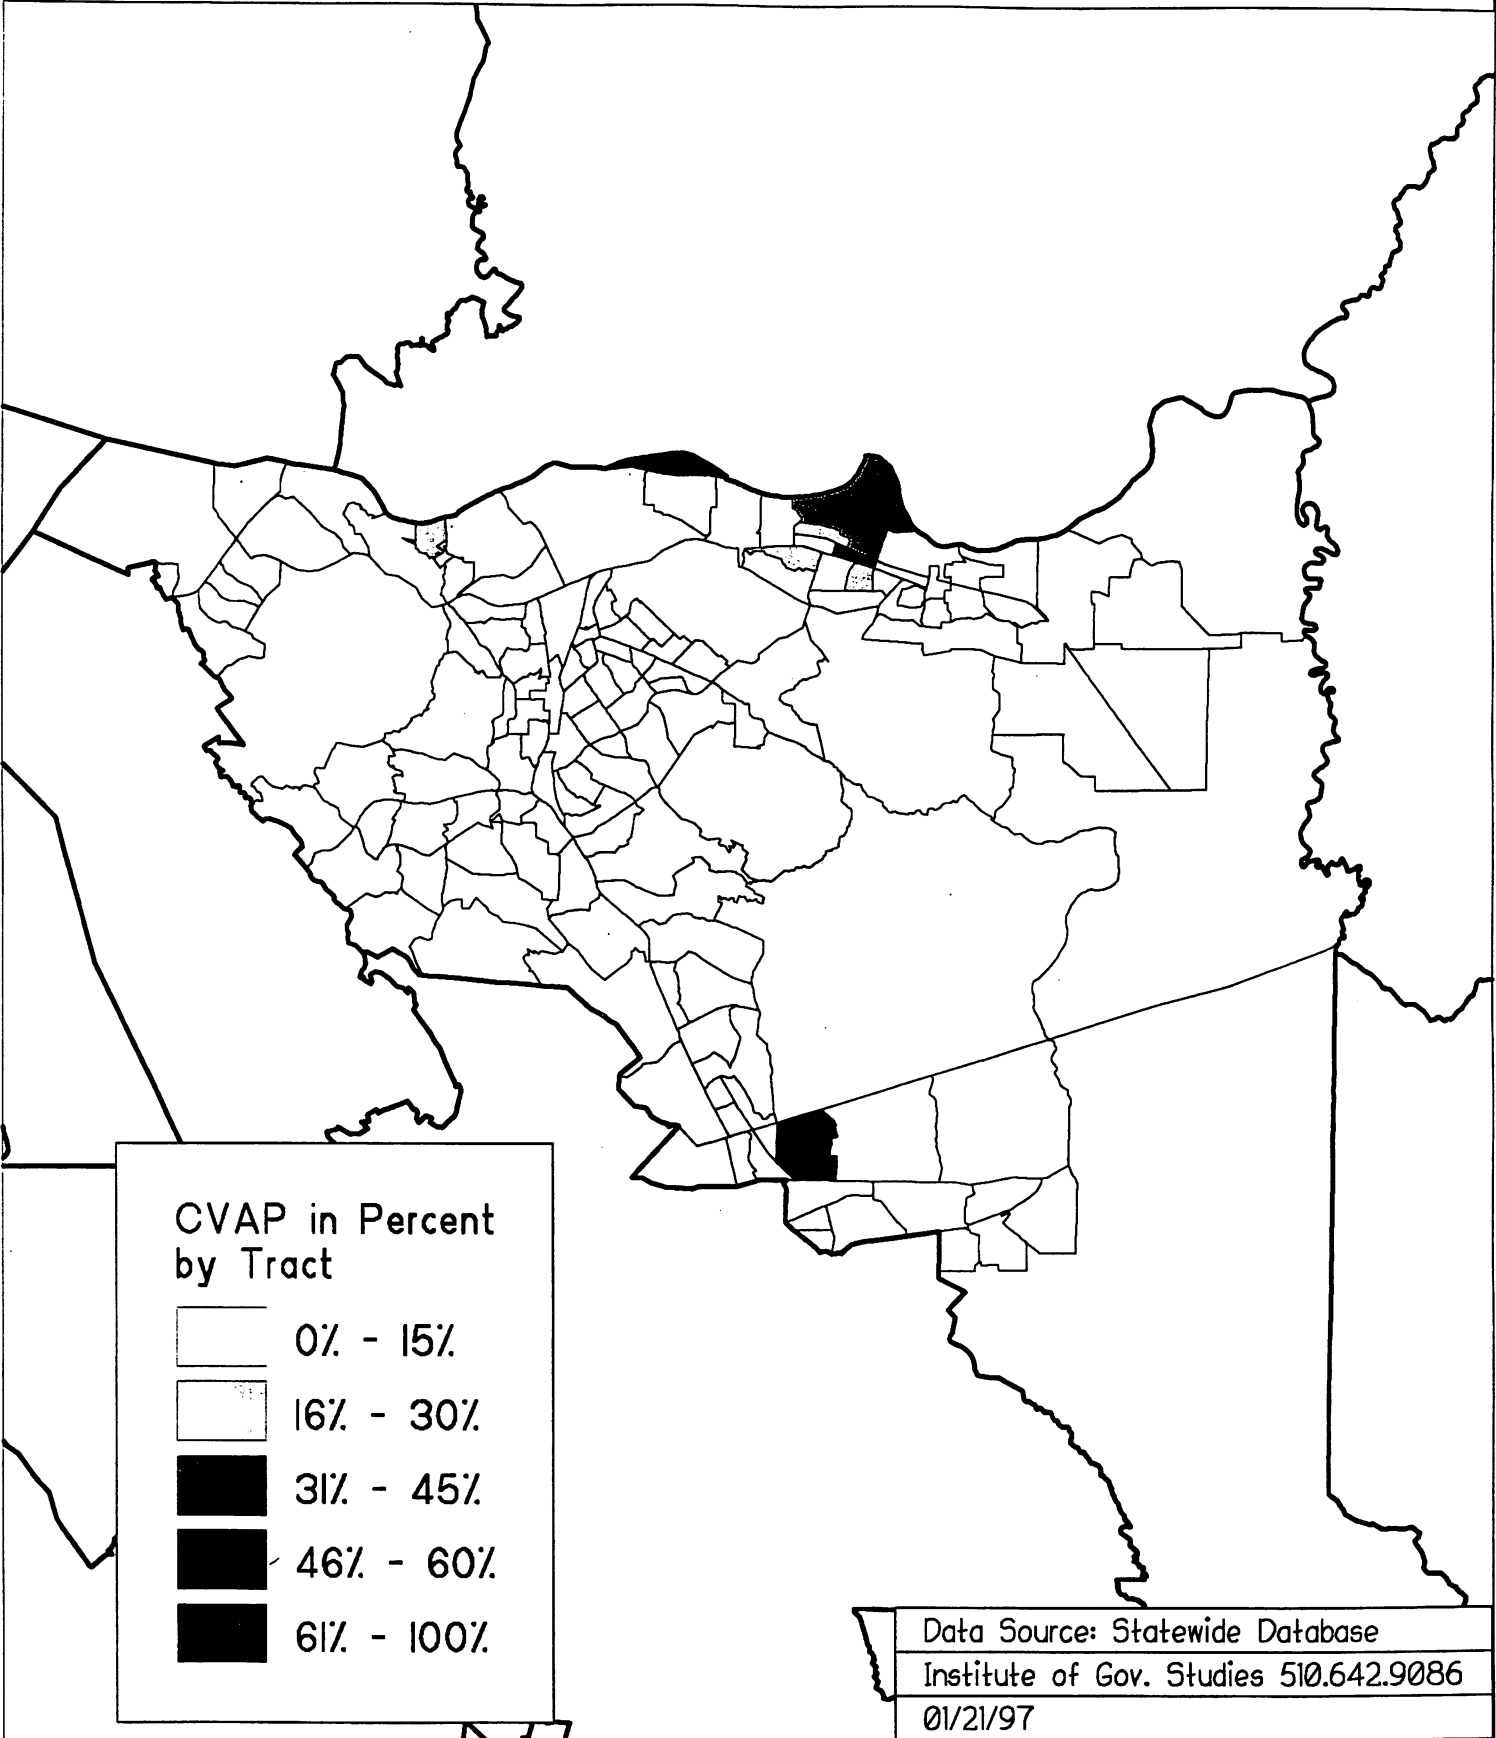 CVAP in Percent
by Tract
0% - 15%
16% - 30%
31% - 45%
46% - 60%
61% - 100%
Data Source: Statewide Database
Institute of Gov. Studies 510.642.9086
01/21/97